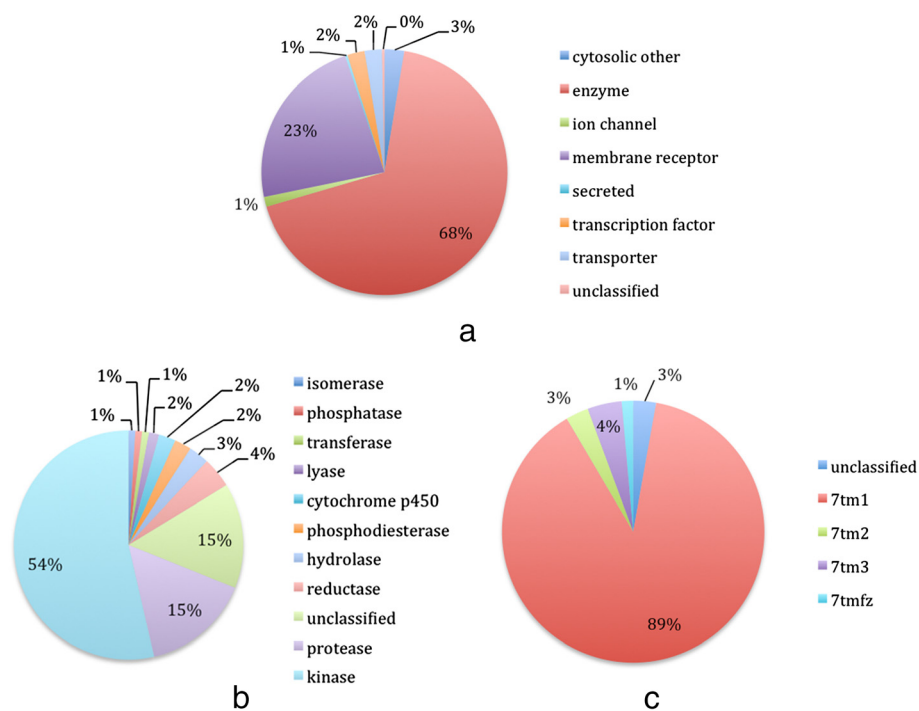 2%
0%
3%
2%
1%
23%
1%
68%
cytosolic other
enzyme
ion channel
membrane receptor
secreted
transcription factor
transporter
unclassified
a
1%
1%
1%
2%
2%
2%
3%
4%
15%
15%
54%
isomerase
phosphatase
transferase
lyase
cytochrome p450
phosphodiesterase
hydrolase
reductase
unclassified
protease
kinase
b
3%
4%
1%
3%
89%
unclassified
7tm1
7tm2
7tm3
7tmfz
c